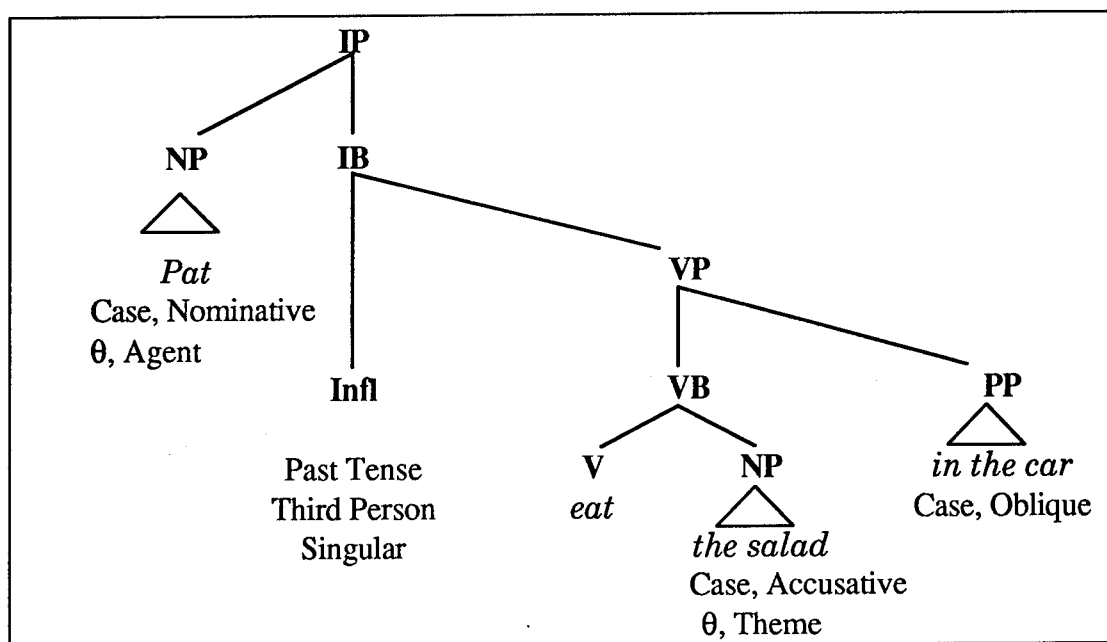 IP
NP
IB
Pat
Case, Nominative
θ, Agent
VP
Infl
Past Tense
Third Person
Singular
VB
PP
V
eat
NP
the salad
Case, Accusative
θ, Theme
in the car
Case, Oblique